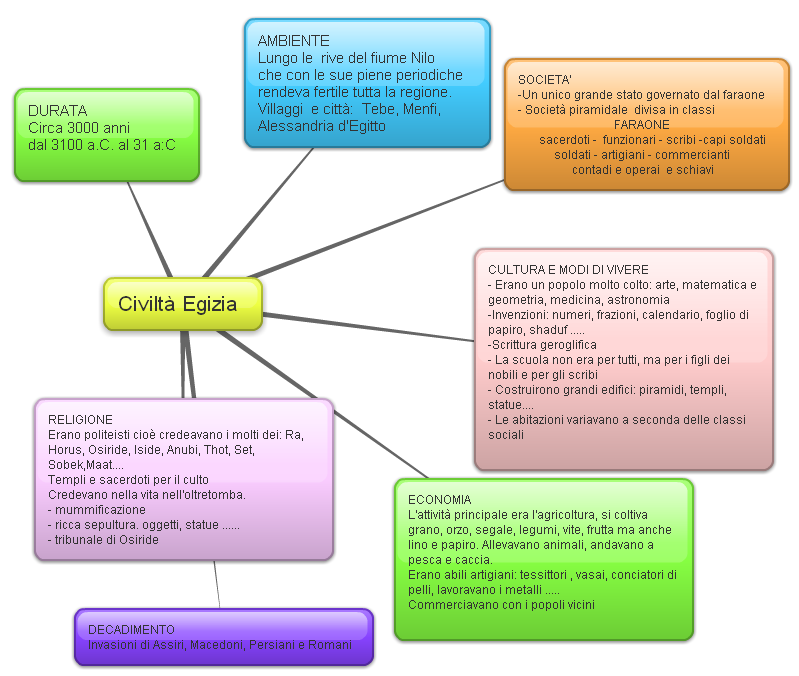 AMBIENTE
Lungo le  rive del fiume Nilo
che con le sue piene periodiche
rendeva fertile tutta la regione.
Villaggi  e città:  Tebe, Menfi,
Alessandria d'Egitto
SOCIETA'
-Un unico grande stato governato dal faraone
- Società piramidale  divisa in classi
FARAONE
sacerdoti -  funzionari - scribi -capi soldati
soldati - artigiani - commercianti
contadi e operai  e schiavi
DURATA
Circa 3000 anni
dal 3100 a.C. al 31 a:C
Civiltà Egizia
CULTURA E MODI DI VIVERE
- Erano un popolo molto colto: arte, matematica e
geometria, medicina, astronomia
-Invenzioni: numeri, frazioni, calendario, foglio di
papiro, shaduf .....
-Scrittura geroglifica
- La scuola non era per tutti, ma per i figli dei
nobili e per gli scribi
- Costruirono grandi edifici: piramidi, templi,
statue....
- Le abitazioni variavano a seconda delle classi
sociali
RELIGIONE
Erano politeisti cioè credeavano i molti dei: Ra,
Horus, Osiride, Iside, Anubi, Thot, Set,
Sobek,Maat....
Templi e sacerdoti per il culto
Credevano nella vita nell'oltretomba.
- mummificazione
- ricca sepultura. oggetti, statue ......
- tribunale di Osiride
ECONOMIA
L'attività principale era l'agricoltura, si coltiva
grano, orzo, segale, legumi, vite, frutta ma anche
lino e papiro. Allevavano animali, andavano a
pesca e caccia.
Erano abili artigiani: tessittori , vasai, conciatori di
pelli, lavoravano i metalli .....
Commerciavano con i popoli vicini
DECADIMENTO
Invasioni di Assiri, Macedoni, Persiani e Romani